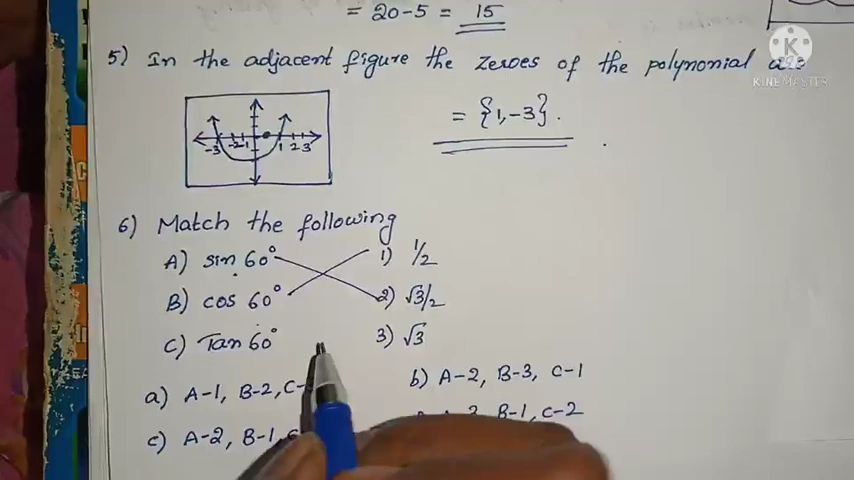 = 20-5 = 15
5) In the adjacent figure the zeroes of the polynomial are
KINE MASTER
= {1,-3}.
-3 -2 -1 1 2 3
6) Match the following
A) sin 60° 1) 1/2
B) cos 60° 2) √3/2
C) Tan 60° 3) √3
a) A-1, B-2, C-
b) A-2, B-3, C-1
c) A-2, B-1,
B-1, C-2